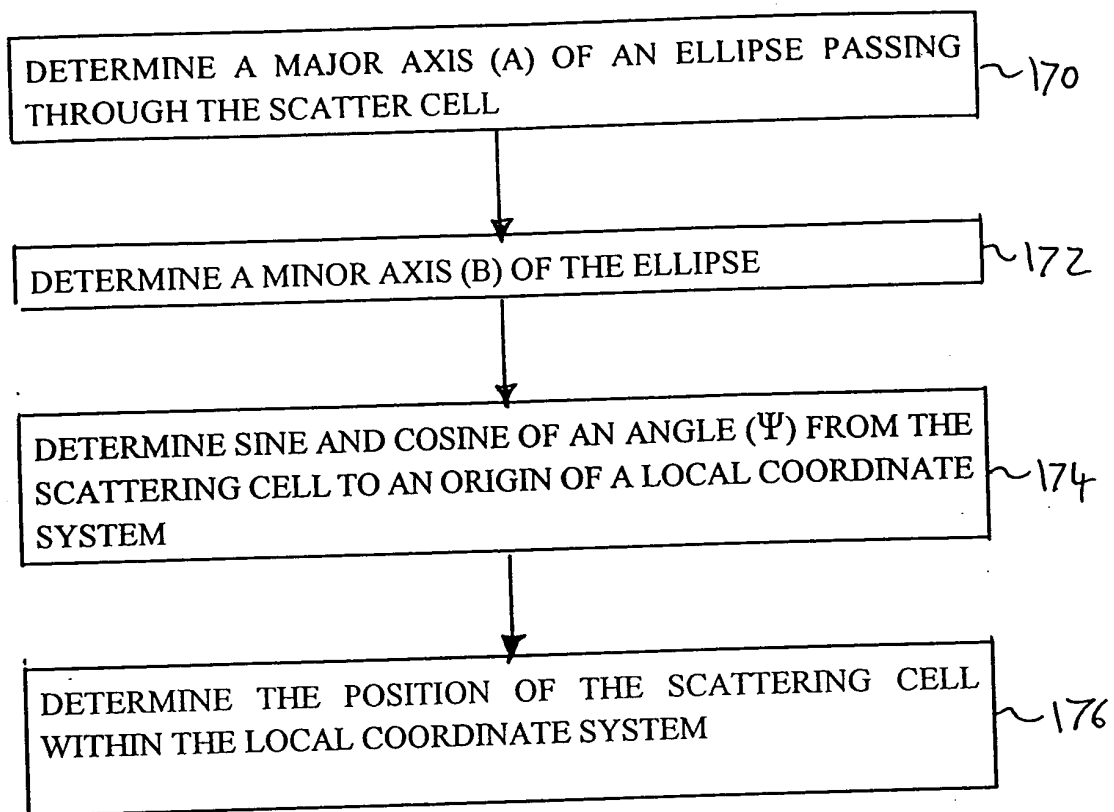 DETERMINE A MAJOR AXIS (A) OF AN ELLIPSE PASSING
THROUGH THE SCATTER CELL
170
DETERMINE A MINOR AXIS (B) OF THE ELLIPSE
172
DETERMINE SINE AND COSINE OF AN ANGLE (Ψ) FROM THE
SCATTERING CELL TO AN ORIGIN OF A LOCAL COORDINATE
SYSTEM
174
DETERMINE THE POSITION OF THE SCATTERING CELL
WITHIN THE LOCAL COORDINATE SYSTEM
176